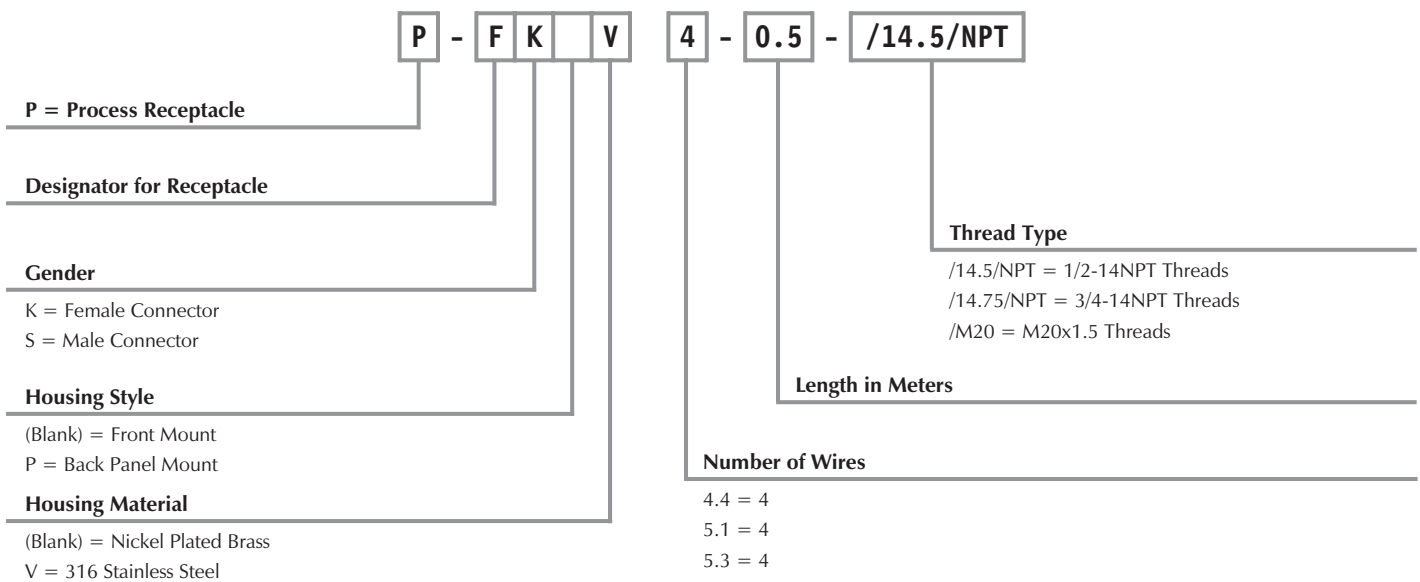 P - F K V 4 - 0.5 - /14.5/NPT
P = Process Receptacle
Designator for Receptacle
Gender
K = Female Connector
S = Male Connector
Housing Style
(Blank) = Front Mount
P = Back Panel Mount
Housing Material
(Blank) = Nickel Plated Brass
V = 316 Stainless Steel
Thread Type
/14.5/NPT = 1/2-14NPT Threads
/14.75/NPT = 3/4-14NPT Threads
/M20 = M20x1.5 Threads
Length in Meters
Number of Wires
4.4 = 4
5.1 = 4
5.3 = 4